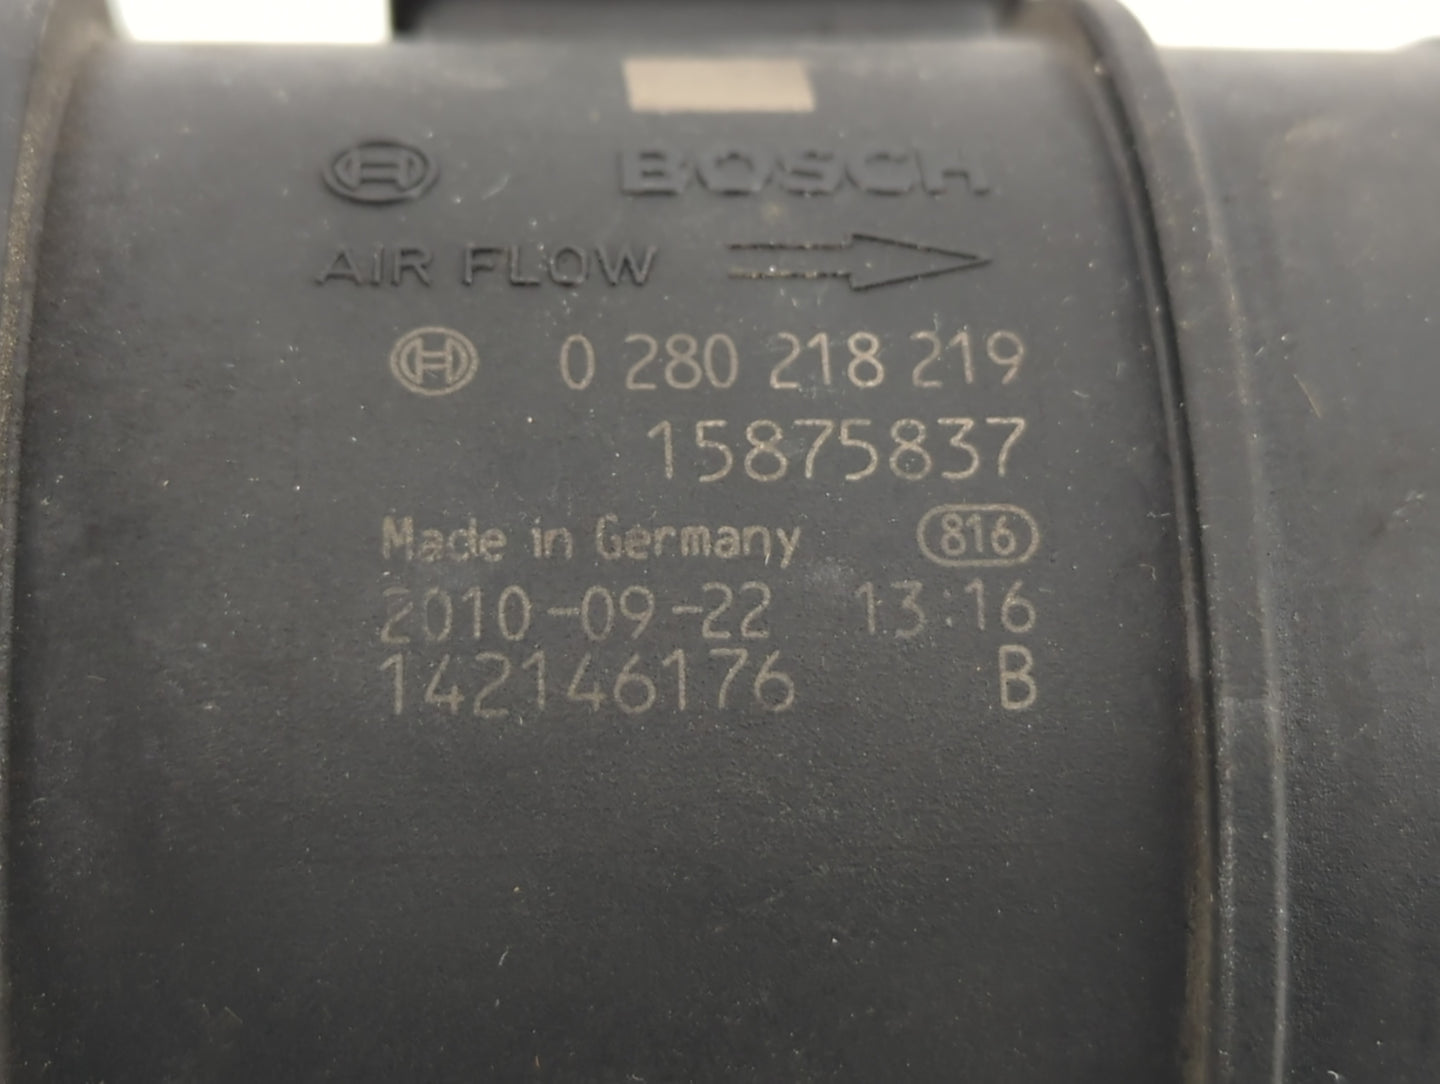 BOSCH
AIR FLOW
0 280 218 219
15875837
Made in Germany 816
2010-09-22 13:16
142146176 B